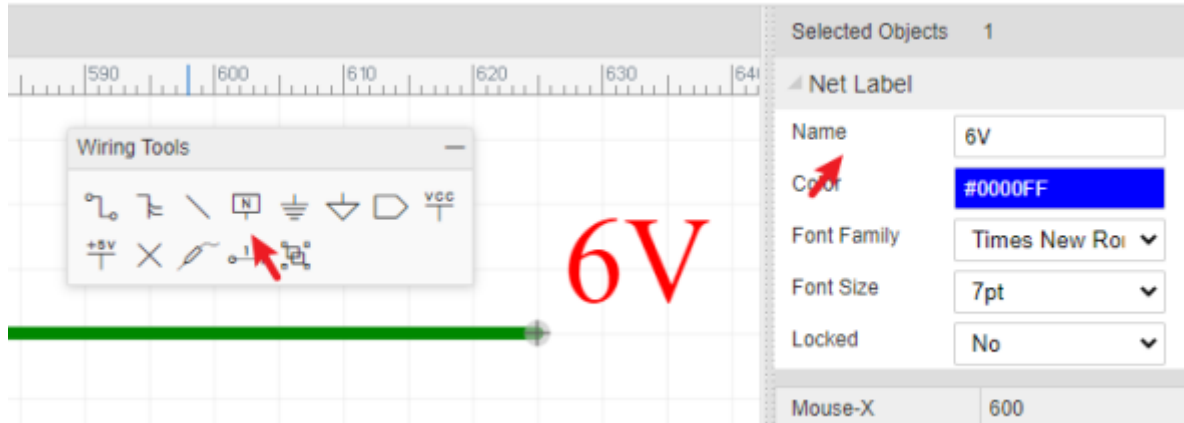 Selected Objects 1
590 600 610 620 630 64
Net Label
Wiring Tools
Name 6V
N VCC
Color #0000FF
+5V 1
6V
Font Family Times New Ro
Font Size 7pt
Locked No
Mouse-X 600